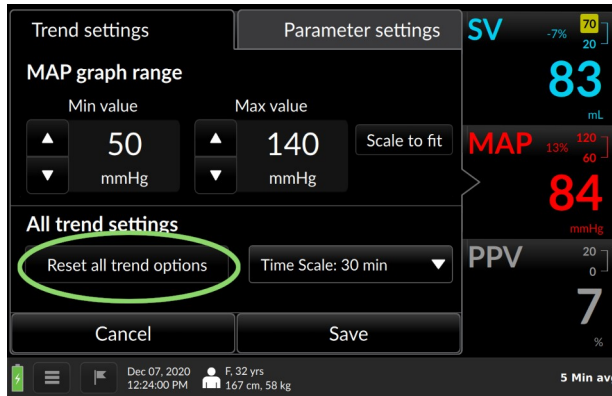 Trend settings
Parameter settings
MAP graph range
Min value
Max value
50
mmHg
140
mmHg
Scale to fit
All trend settings
Reset all trend options
Time Scale: 30 min
Cancel
Save
SV
-7%
70
20
83
mL
MAP
13%
120
60
84
mmHg
PPV
20
0
7
%
Dec 07, 2020
12:24:00 PM
F, 32 yrs
167 cm, 58 kg
5 Min av